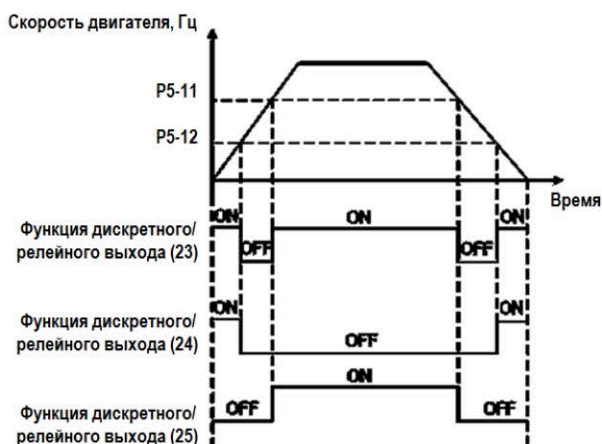 Скорость двигателя, Гц
P5-11
P5-12
Время
ON
ON
ON
Функция дискретного/
релейного выхода (23)
OFF
OFF
ON
ON
Функция дискретного/
релейного выхода (24)
OFF
ON
Функция дискретного/
релейного выхода (25)
OFF
OFF